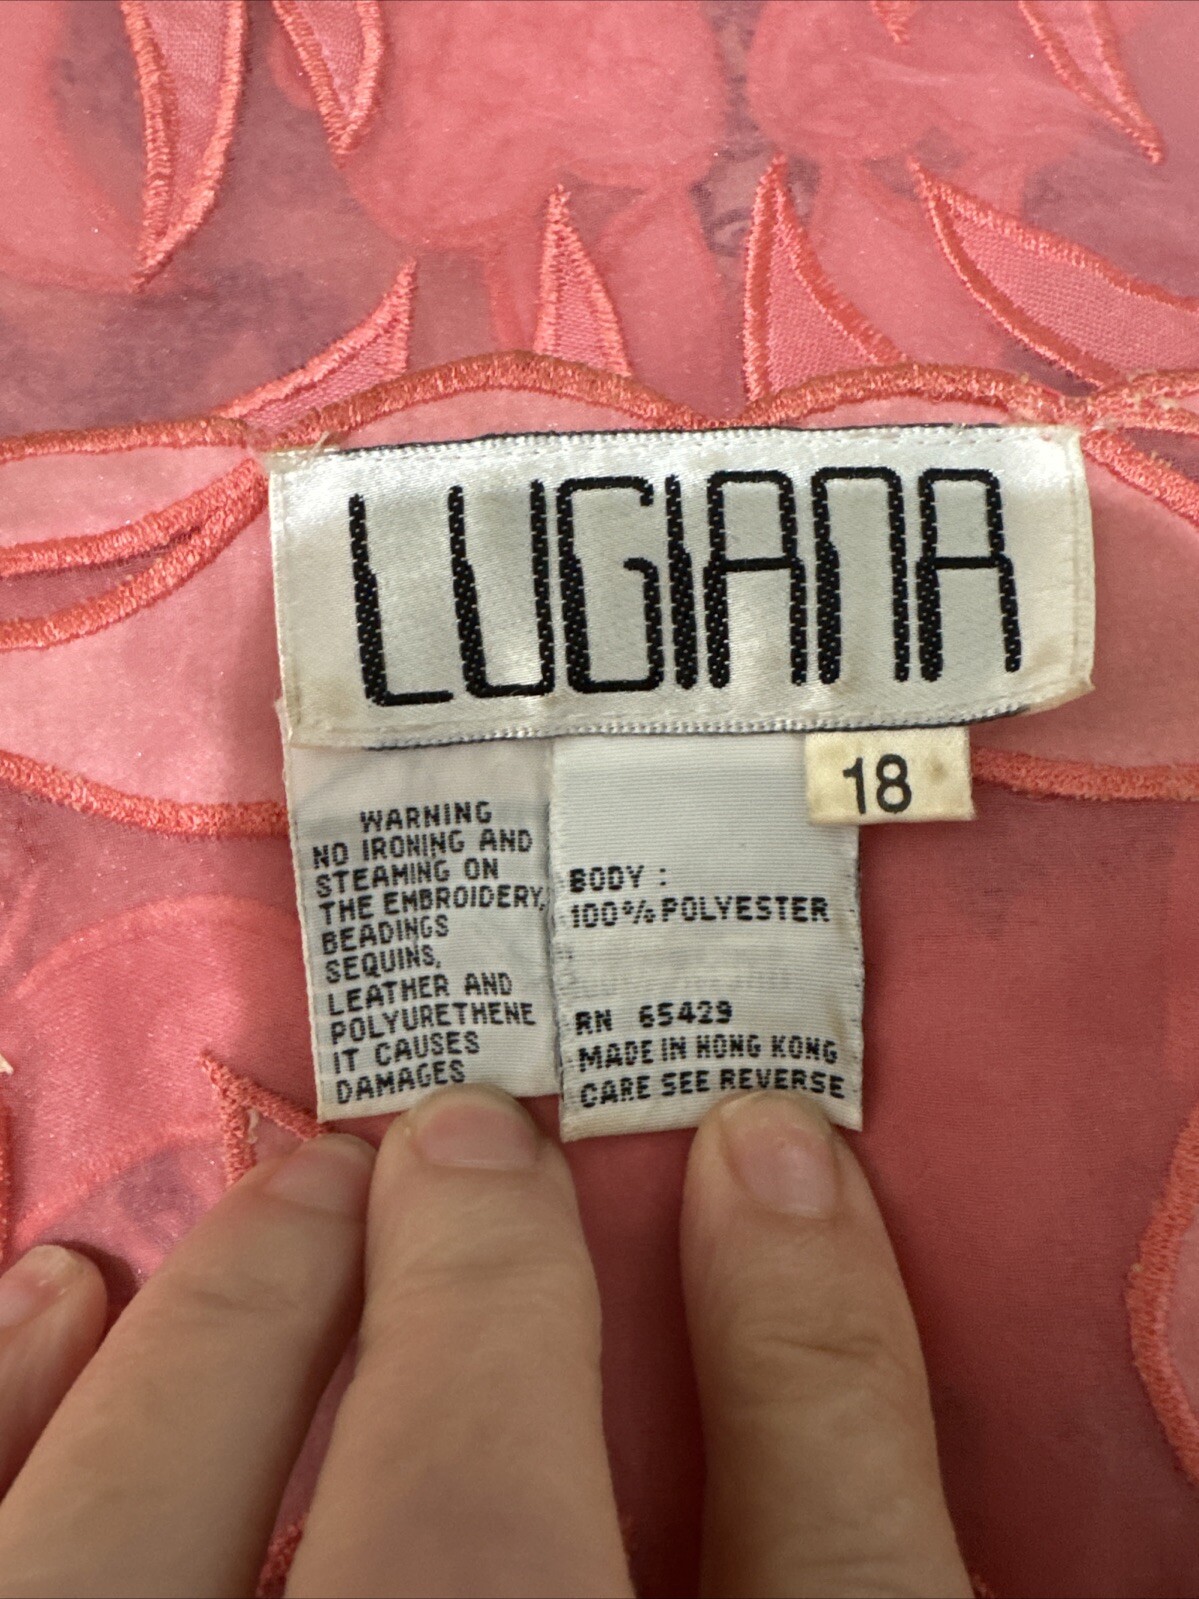 LUGIANA
18
WARNING
NO IRONING AND
STEAMING ON
THE EMBROIDERY,
BEADINGS
SEQUINS,
LEATHER AND
POLYURETHENE
IT CAUSES
DAMAGES
BODY :
100% POLYESTER
RN 65429
MADE IN HONG KONG
CARE SEE REVERSE